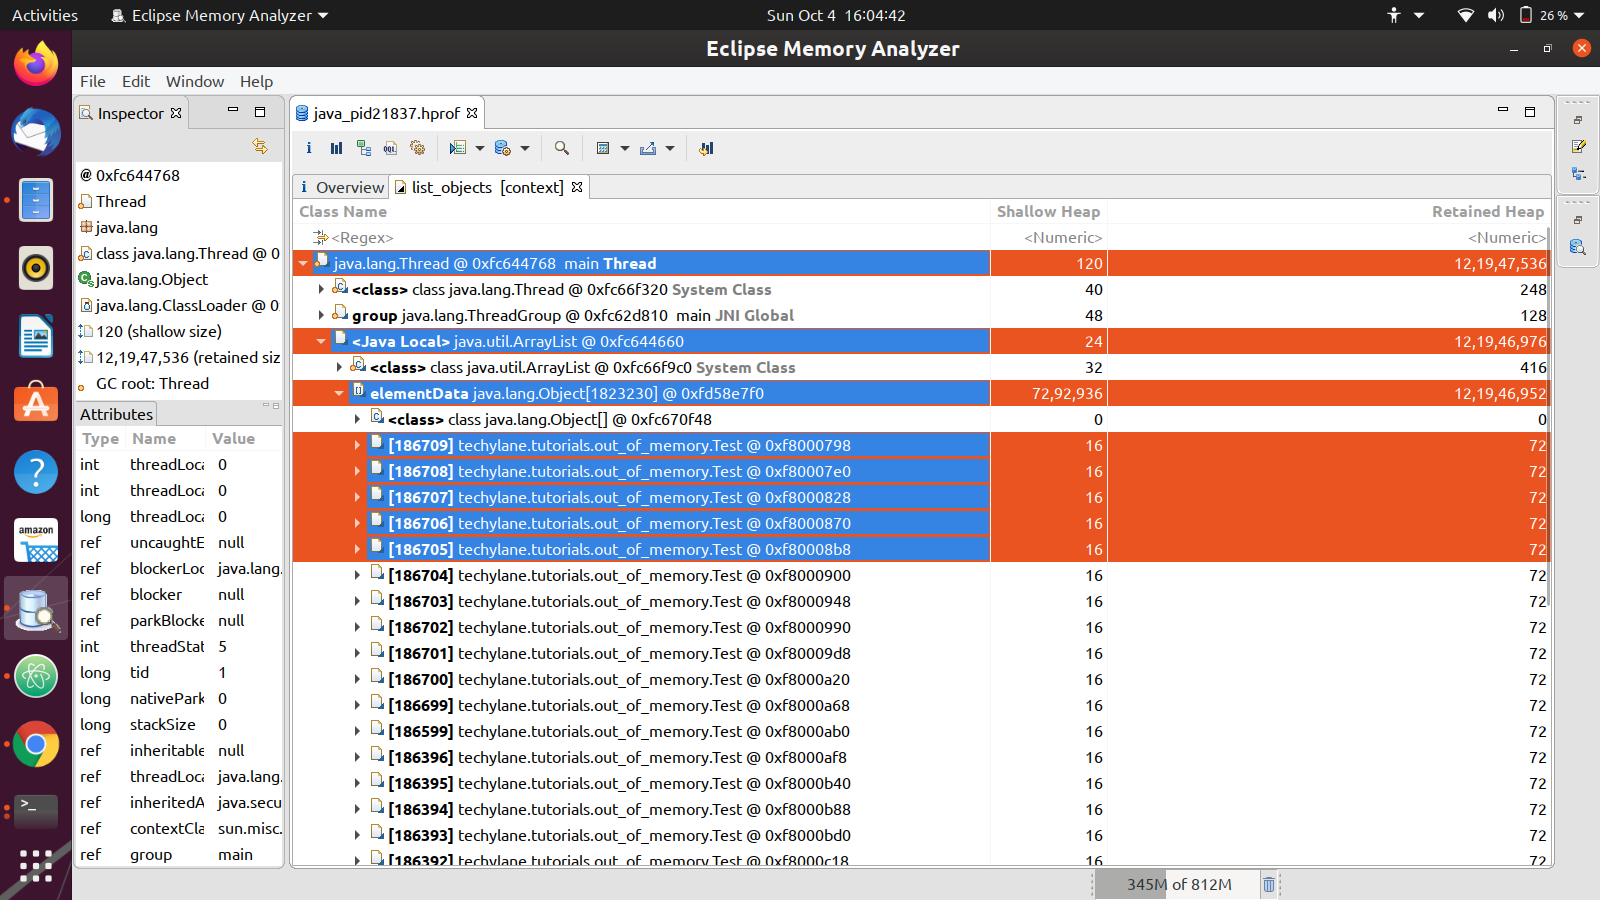 Activities Eclipse Memory Analyzer Sun Oct 4 16:04:42 26 %
Eclipse Memory Analyzer
File Edit Window Help
Inspector
java_pid21837.hprof
@ 0xfc644768
Thread
java.lang
class java.lang.Thread @ 0
java.lang.Object
java.lang.ClassLoader @ 0
120 (shallow size)
12,19,47,536 (retained siz
GC root: Thread
Attributes
Type Name Value
int threadLoca 0
int threadLoca 0
long threadLoca 0
ref uncaughtE null
ref blockerLoc java.lang.
ref blocker null
ref parkBlocke null
int threadStat 5
long tid 1
long nativePark 0
long stackSize 0
ref inheritable null
ref threadLoca java.lang.
ref inheritedA java.secu
ref contextCla sun.misc.
ref group main
i Overview list_objects [context]
Class Name Shallow Heap Retained Heap
<Regex> <Numeric> <Numeric>
java.lang.Thread @ 0xfc644768 main Thread 120 12,19,47,536
<class> class java.lang.Thread @ 0xfc66f320 System Class 40 248
group java.lang.ThreadGroup @ 0xfc62d810 main JNI Global 48 128
<Java Local> java.util.ArrayList @ 0xfc644660 24 12,19,46,976
<class> class java.util.ArrayList @ 0xfc66f9c0 System Class 32 416
elementData java.lang.Object[1823230] @ 0xfd58e7f0 72,92,936 12,19,46,952
<class> class java.lang.Object[] @ 0xfc670f48 0 0
[186709] techylane.tutorials.out_of_memory.Test @ 0xf8000798 16 72
[186708] techylane.tutorials.out_of_memory.Test @ 0xf80007e0 16 72
[186707] techylane.tutorials.out_of_memory.Test @ 0xf8000828 16 72
[186706] techylane.tutorials.out_of_memory.Test @ 0xf8000870 16 72
[186705] techylane.tutorials.out_of_memory.Test @ 0xf80008b8 16 72
[186704] techylane.tutorials.out_of_memory.Test @ 0xf8000900 16 72
[186703] techylane.tutorials.out_of_memory.Test @ 0xf8000948 16 72
[186702] techylane.tutorials.out_of_memory.Test @ 0xf8000990 16 72
[186701] techylane.tutorials.out_of_memory.Test @ 0xf80009d8 16 72
[186700] techylane.tutorials.out_of_memory.Test @ 0xf8000a20 16 72
[186699] techylane.tutorials.out_of_memory.Test @ 0xf8000a68 16 72
[186599] techylane.tutorials.out_of_memory.Test @ 0xf8000ab0 16 72
[186396] techylane.tutorials.out_of_memory.Test @ 0xf8000af8 16 72
[186395] techylane.tutorials.out_of_memory.Test @ 0xf8000b40 16 72
[186394] techylane.tutorials.out_of_memory.Test @ 0xf8000b88 16 72
[186393] techylane.tutorials.out_of_memory.Test @ 0xf8000bd0 16 72
[186392] techylane.tutorials.out_of_memory.Test @ 0xf8000c18 16 72
345M of 812M
amazon